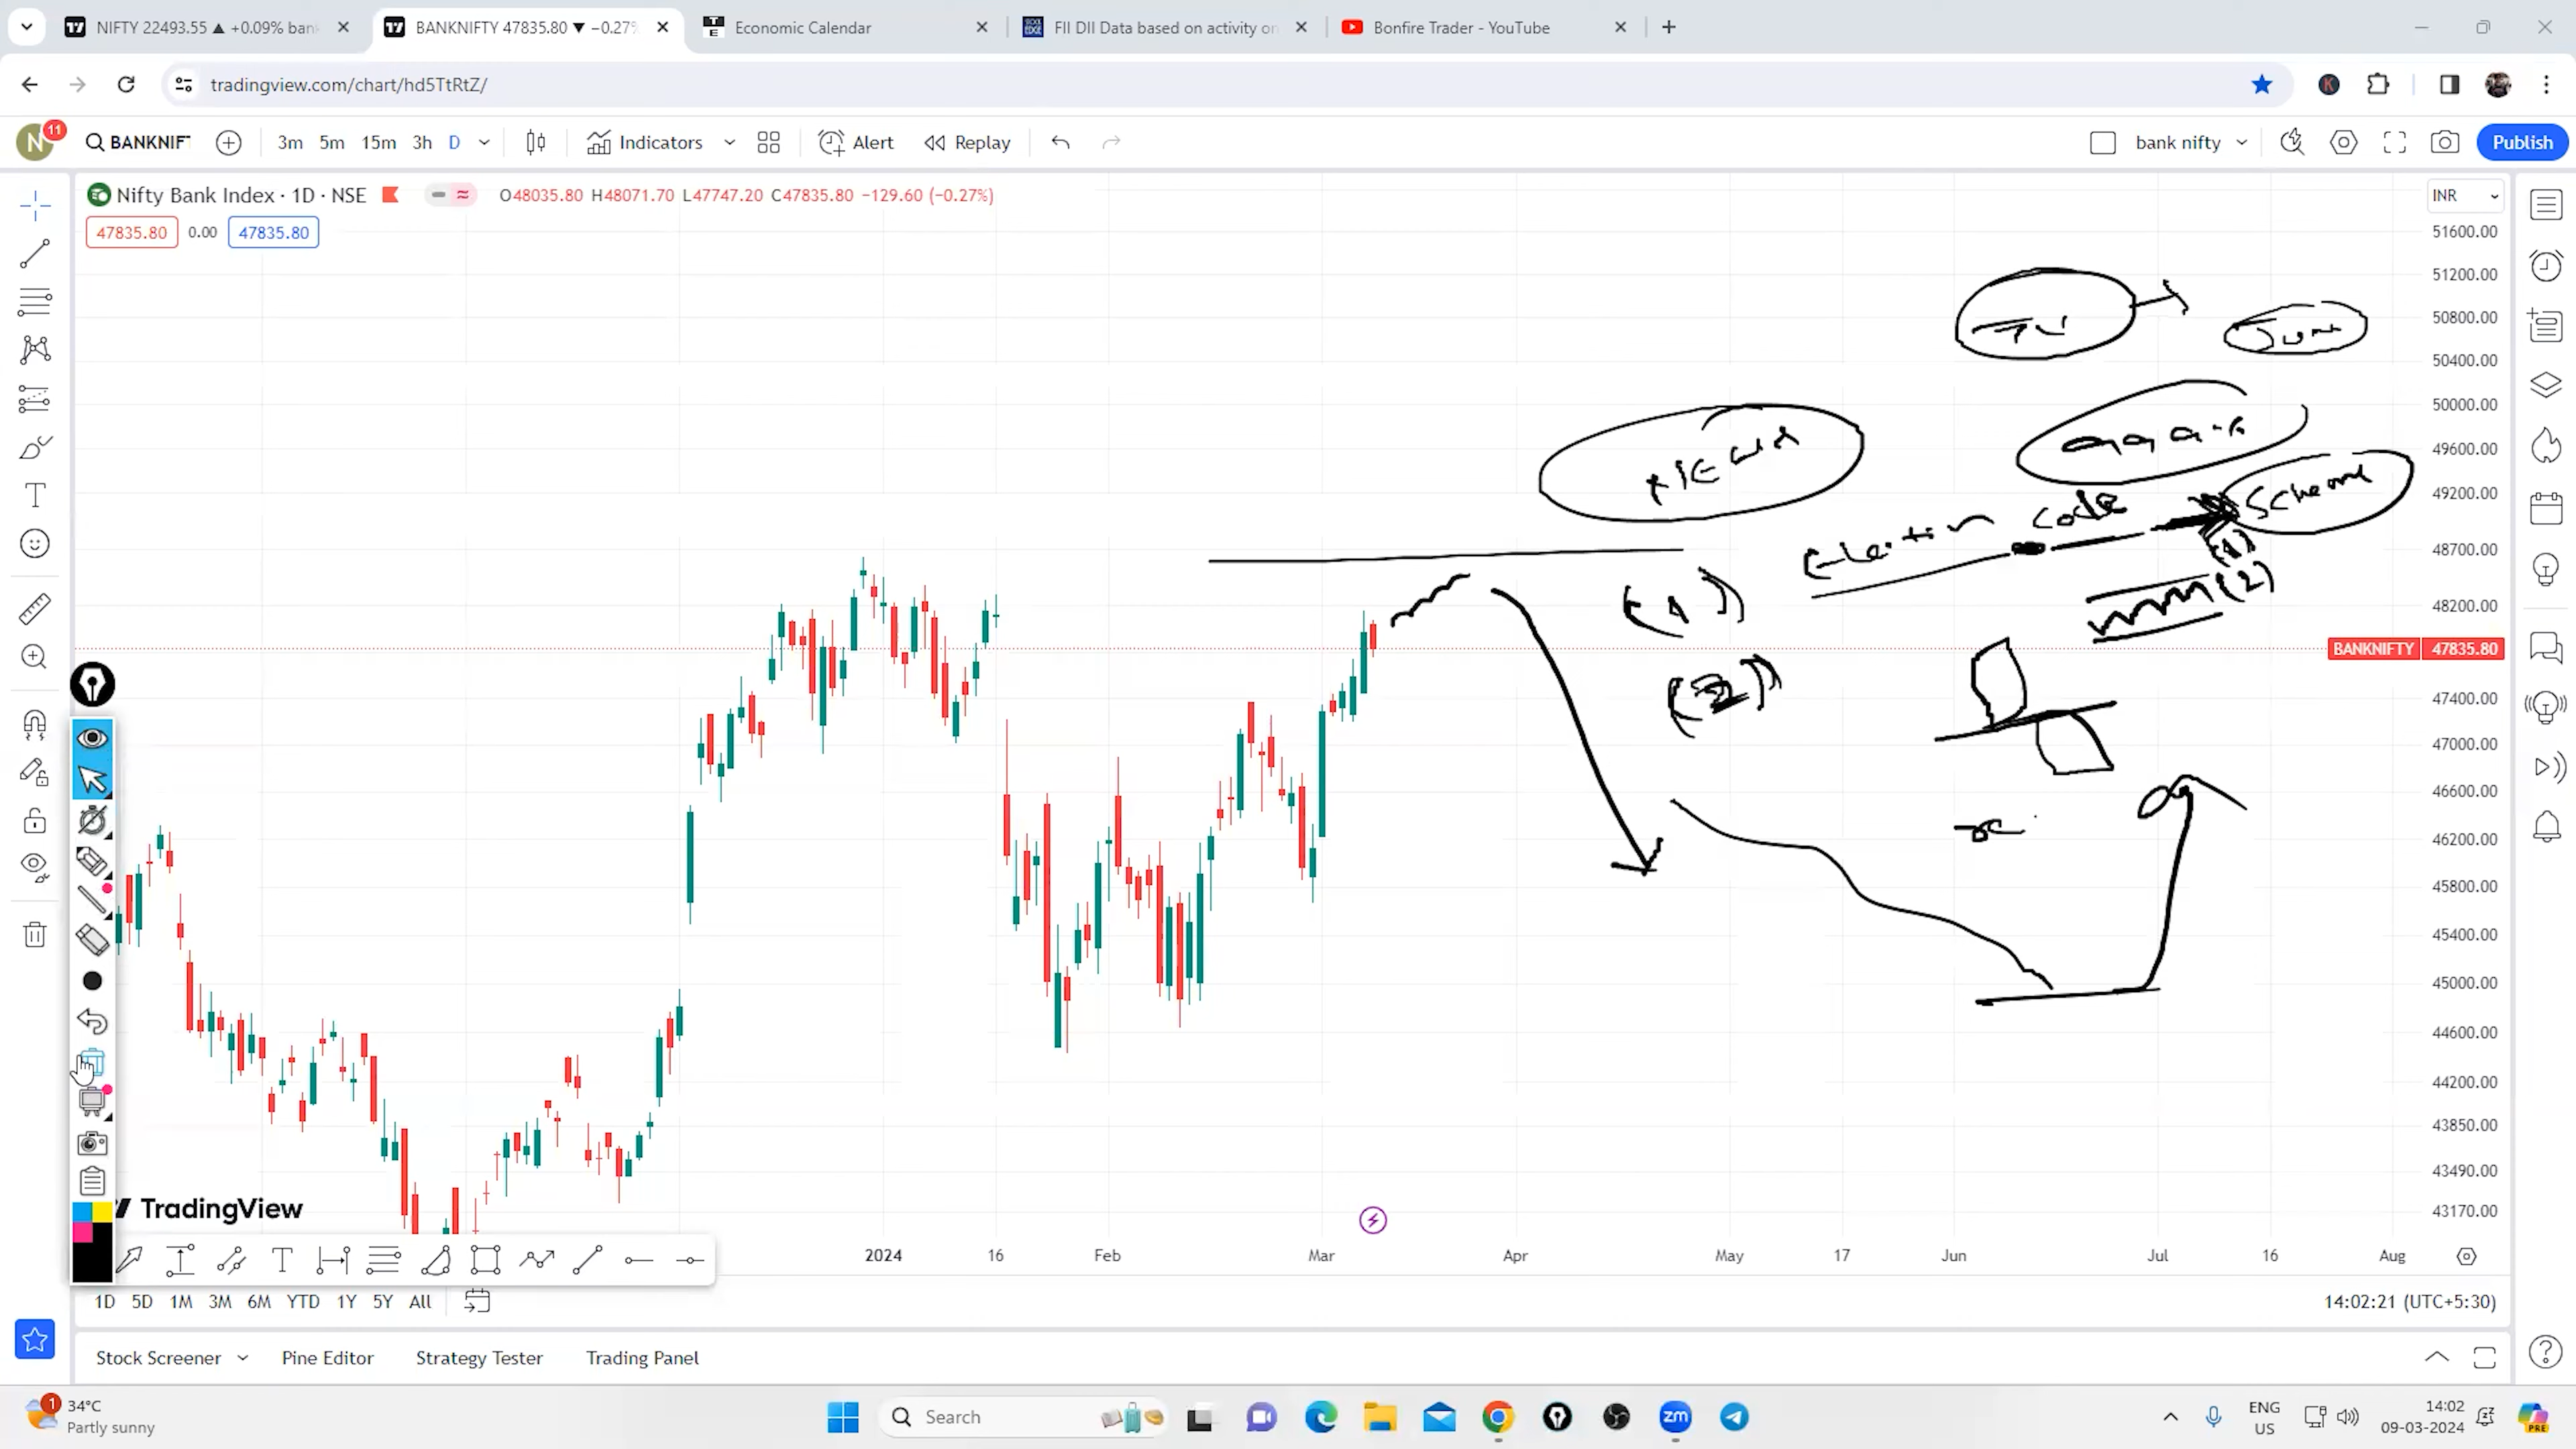 NIFTY 22493.55 ▲ +0.09% ban
BANKNIFTY 47835.80 ▼ −0.27%
Economic Calendar
FII DII Data based on activity on
Bonfire Trader - YouTube
tradingview.com/chart/hd5TtRtZ/
N
11
BANKNIFT
3m
5m
15m
3h
D
Indicators
Alert
Replay
bank nifty
Publish
Nifty Bank Index · 1D · NSE
O48035.80 H48071.70 L47747.20 C47835.80 −129.60 (−0.27%)
INR
47835.80
0.00
47835.80
51600.00
51200.00
50800.00
50400.00
50000.00
49600.00
49200.00
48700.00
48200.00
BANKNIFTY 47835.80
47400.00
47000.00
46600.00
46200.00
45800.00
45400.00
45000.00
44600.00
44200.00
43850.00
43490.00
43170.00
June
Election code
Scheme
(1)
(2)
(1)
(2)
TradingView
2024
16
Feb
Mar
Apr
May
17
Jun
Jul
16
Aug
1D
5D
1M
3M
6M
YTD
1Y
5Y
All
14:02:21 (UTC+5:30)
Stock Screener
Pine Editor
Strategy Tester
Trading Panel
1
34°C
Partly sunny
Search
zm
ENG
US
14:02
09-03-2024
PRE